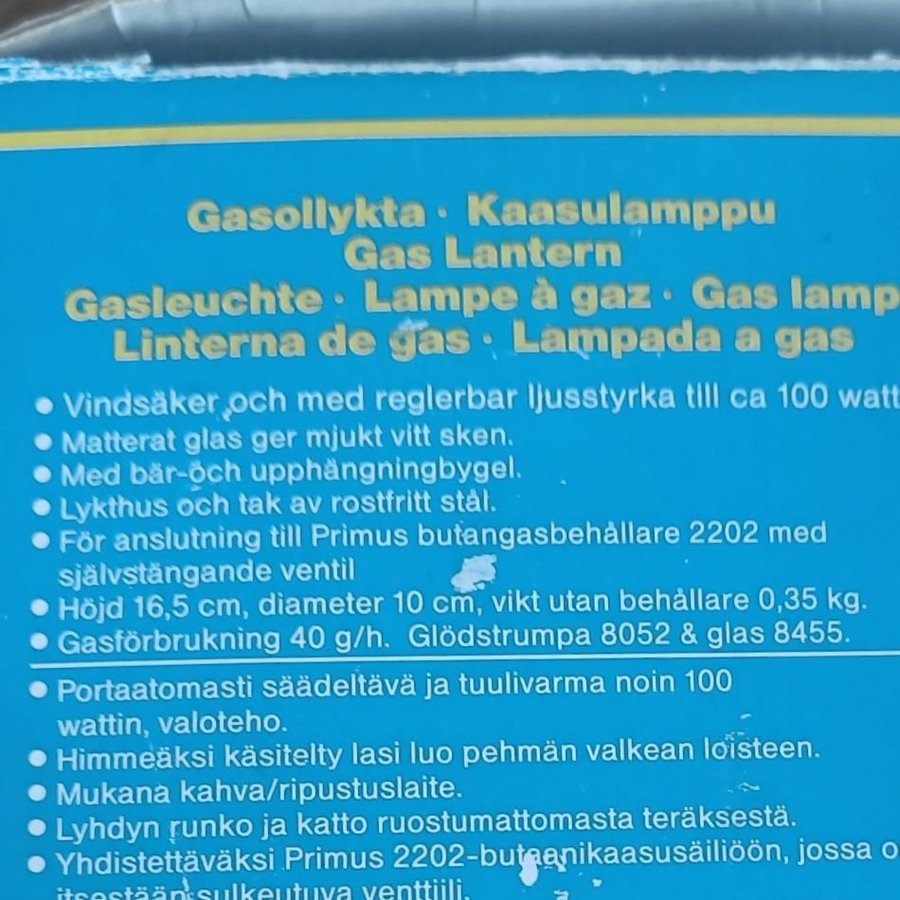 Gasollykta · Kaasulamppu
Gas Lantern
Gasleuchte · Lampe à gaz · Gas lamp
Linterna de gas · Lampada a gas
• Vindsäker och med reglerbar ljusstyrka till ca 100 watt
• Matterat glas ger mjukt vitt sken.
• Med bär-och upphängningbygel.
• Lykthus och tak av rostfritt stål.
• För anslutning till Primus butangasbehållare 2202 med
självstängande ventil
• Höjd 16,5 cm, diameter 10 cm, vikt utan behållare 0,35 kg.
• Gasförbrukning 40 g/h. Glödstrumpa 8052 & glas 8455.
• Portaatomasti säädeltävä ja tuulivarma noin 100
wattin, valoteho.
• Himmeäksi käsitelty lasi luo pehmän valkean loisteen.
• Mukana kahva/ripustuslaite.
• Lyhdyn runko ja katto ruostumattomasta teräksestä.
• Yhdistettäväksi Primus 2202-butaanikaasusäiliöön, jossa o
itsestään sulkeutuva venttiili.